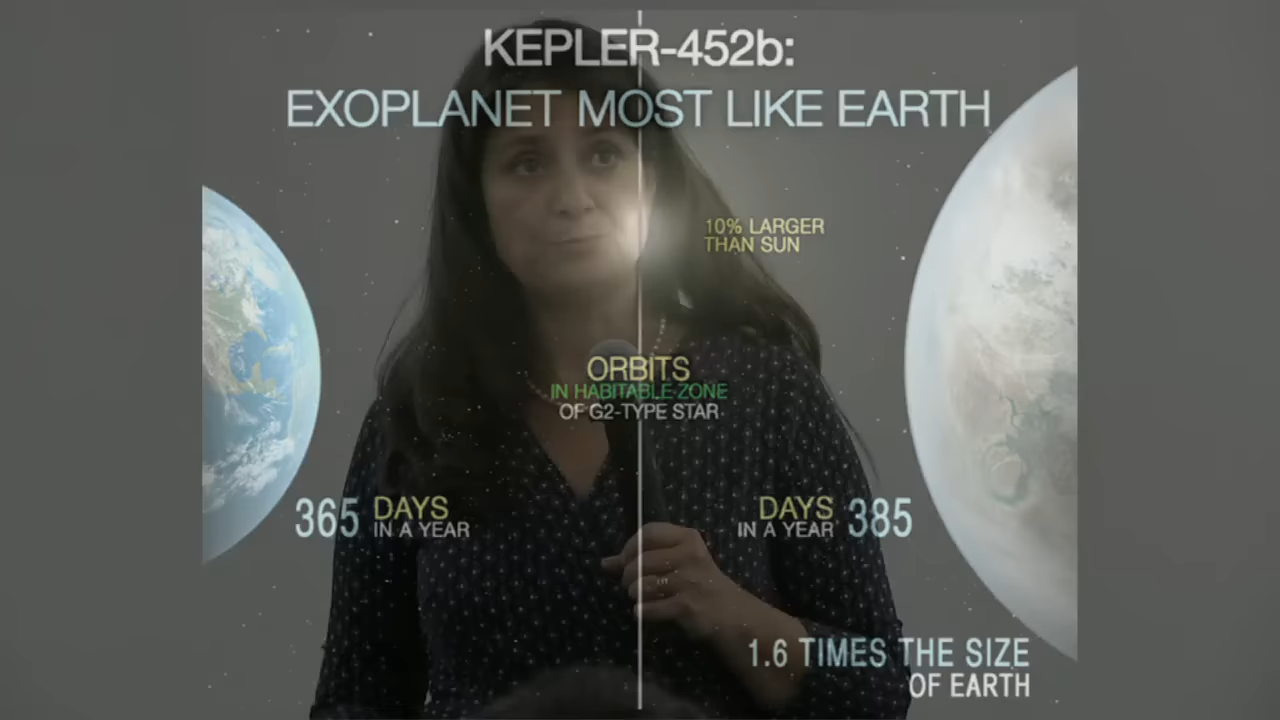 KEPLER-452b:
EXOPLANET MOST LIKE EARTH
10% LARGER
THAN SUN
ORBITS
IN HABITABLE ZONE
OF G2-TYPE STAR
365 DAYS
IN A YEAR
DAYS 385
IN A YEAR
1.6 TIMES THE SIZE
OF EARTH